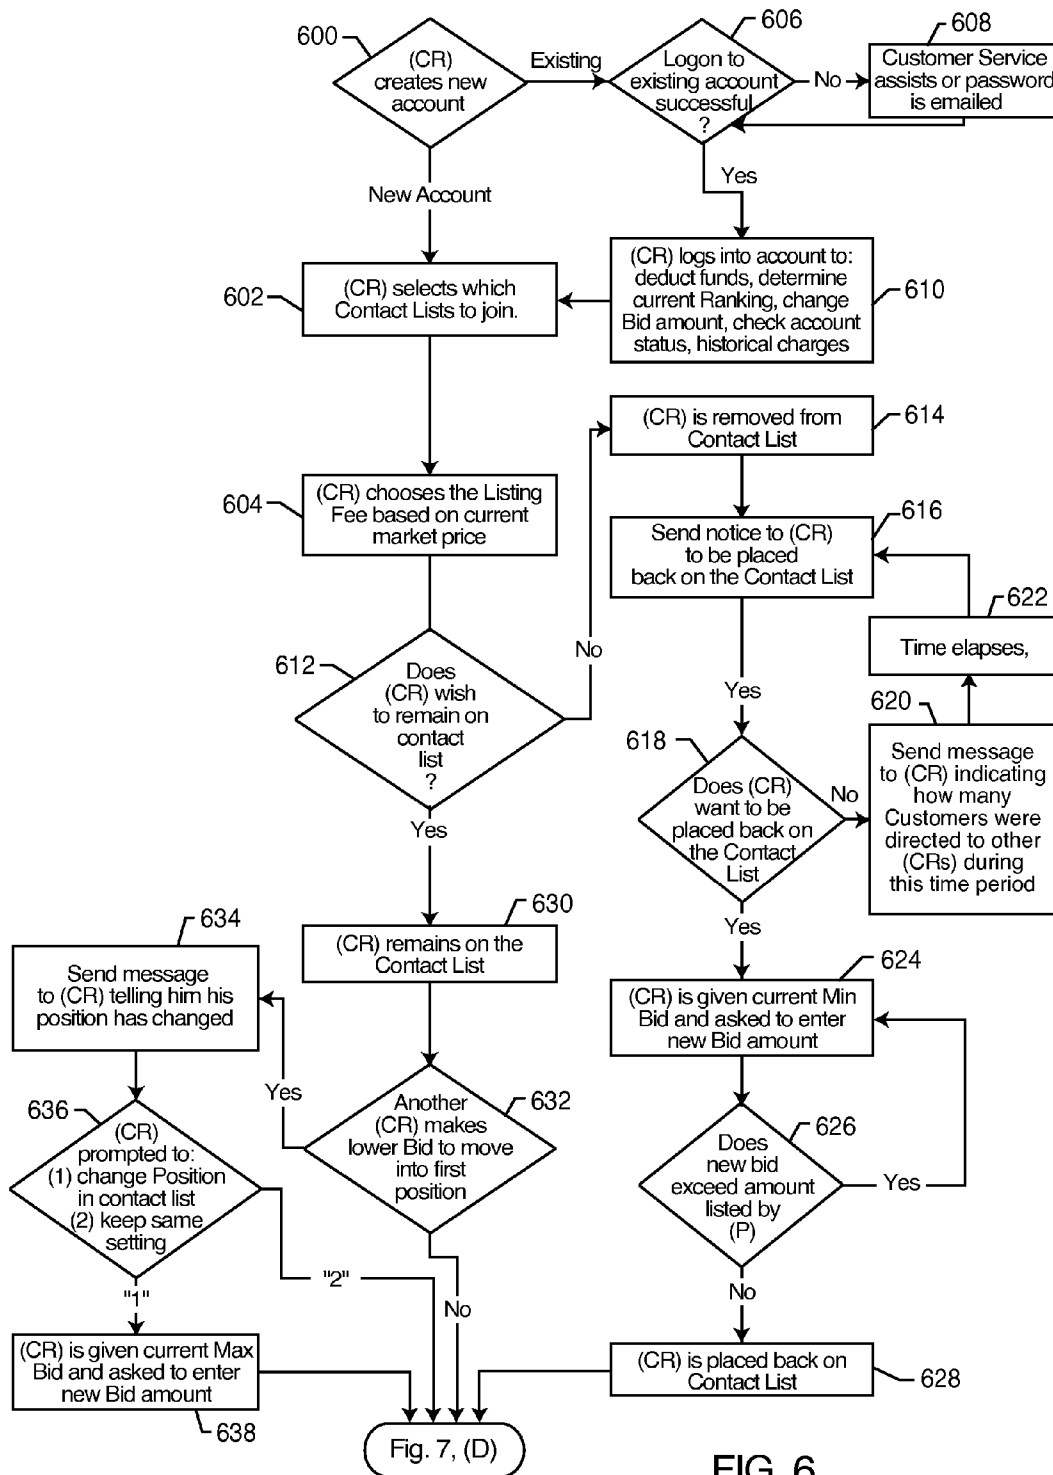 600
(CR)
creates new
account
Existing
606
Logon to
existing account
successful
?
No
608
Customer Service
assists or password
is emailed
New Account
Yes
602
(CR) selects which
Contact Lists to join.
(CR) logs into account to:
deduct funds, determine
current Ranking, change
Bid amount, check account
status, historical charges
610
604
(CR) chooses the Listing
Fee based on current
market price
(CR) is removed from
Contact List
614
Send notice to (CR)
to be placed
back on the Contact List
616
622
Time elapses,
612
Does
(CR) wish
to remain on
contact
list
?
No
Yes
618
Does (CR)
want to be
placed back on
the Contact
List
No
620
Send message
to (CR) indicating
how many
Customers were
directed to other
(CRs) during
this time period
Yes
Yes
630
(CR) remains on the
Contact List
634
Send message
to (CR) telling him his
position has changed
624
(CR) is given current Min
Bid and asked to enter
new Bid amount
632
Another
(CR) makes
lower Bid to move
into first
position
Yes
636
(CR)
prompted to:
(1) change Position
in contact list
(2) keep same
setting
626
Does
new bid
exceed amount
listed by
(P)
Yes
"2"
"1"
No
No
(CR) is given current Max
Bid and asked to enter
new Bid amount
638
(CR) is placed back on
Contact List
628
Fig. 7, (D)
FIG. 6